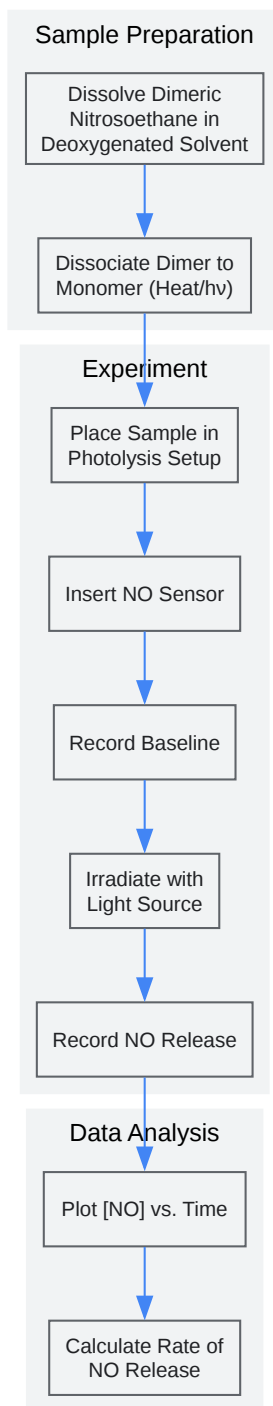 Sample Preparation
Dissolve Dimeric
Nitrosoethane in
Deoxygenated Solvent
Dissociate Dimer to
Monomer (Heat/hν)
Experiment
Place Sample in
Photolysis Setup
Insert NO Sensor
Record Baseline
Irradiate with
Light Source
Record NO Release
Data Analysis
Plot [NO] vs. Time
Calculate Rate of
NO Release